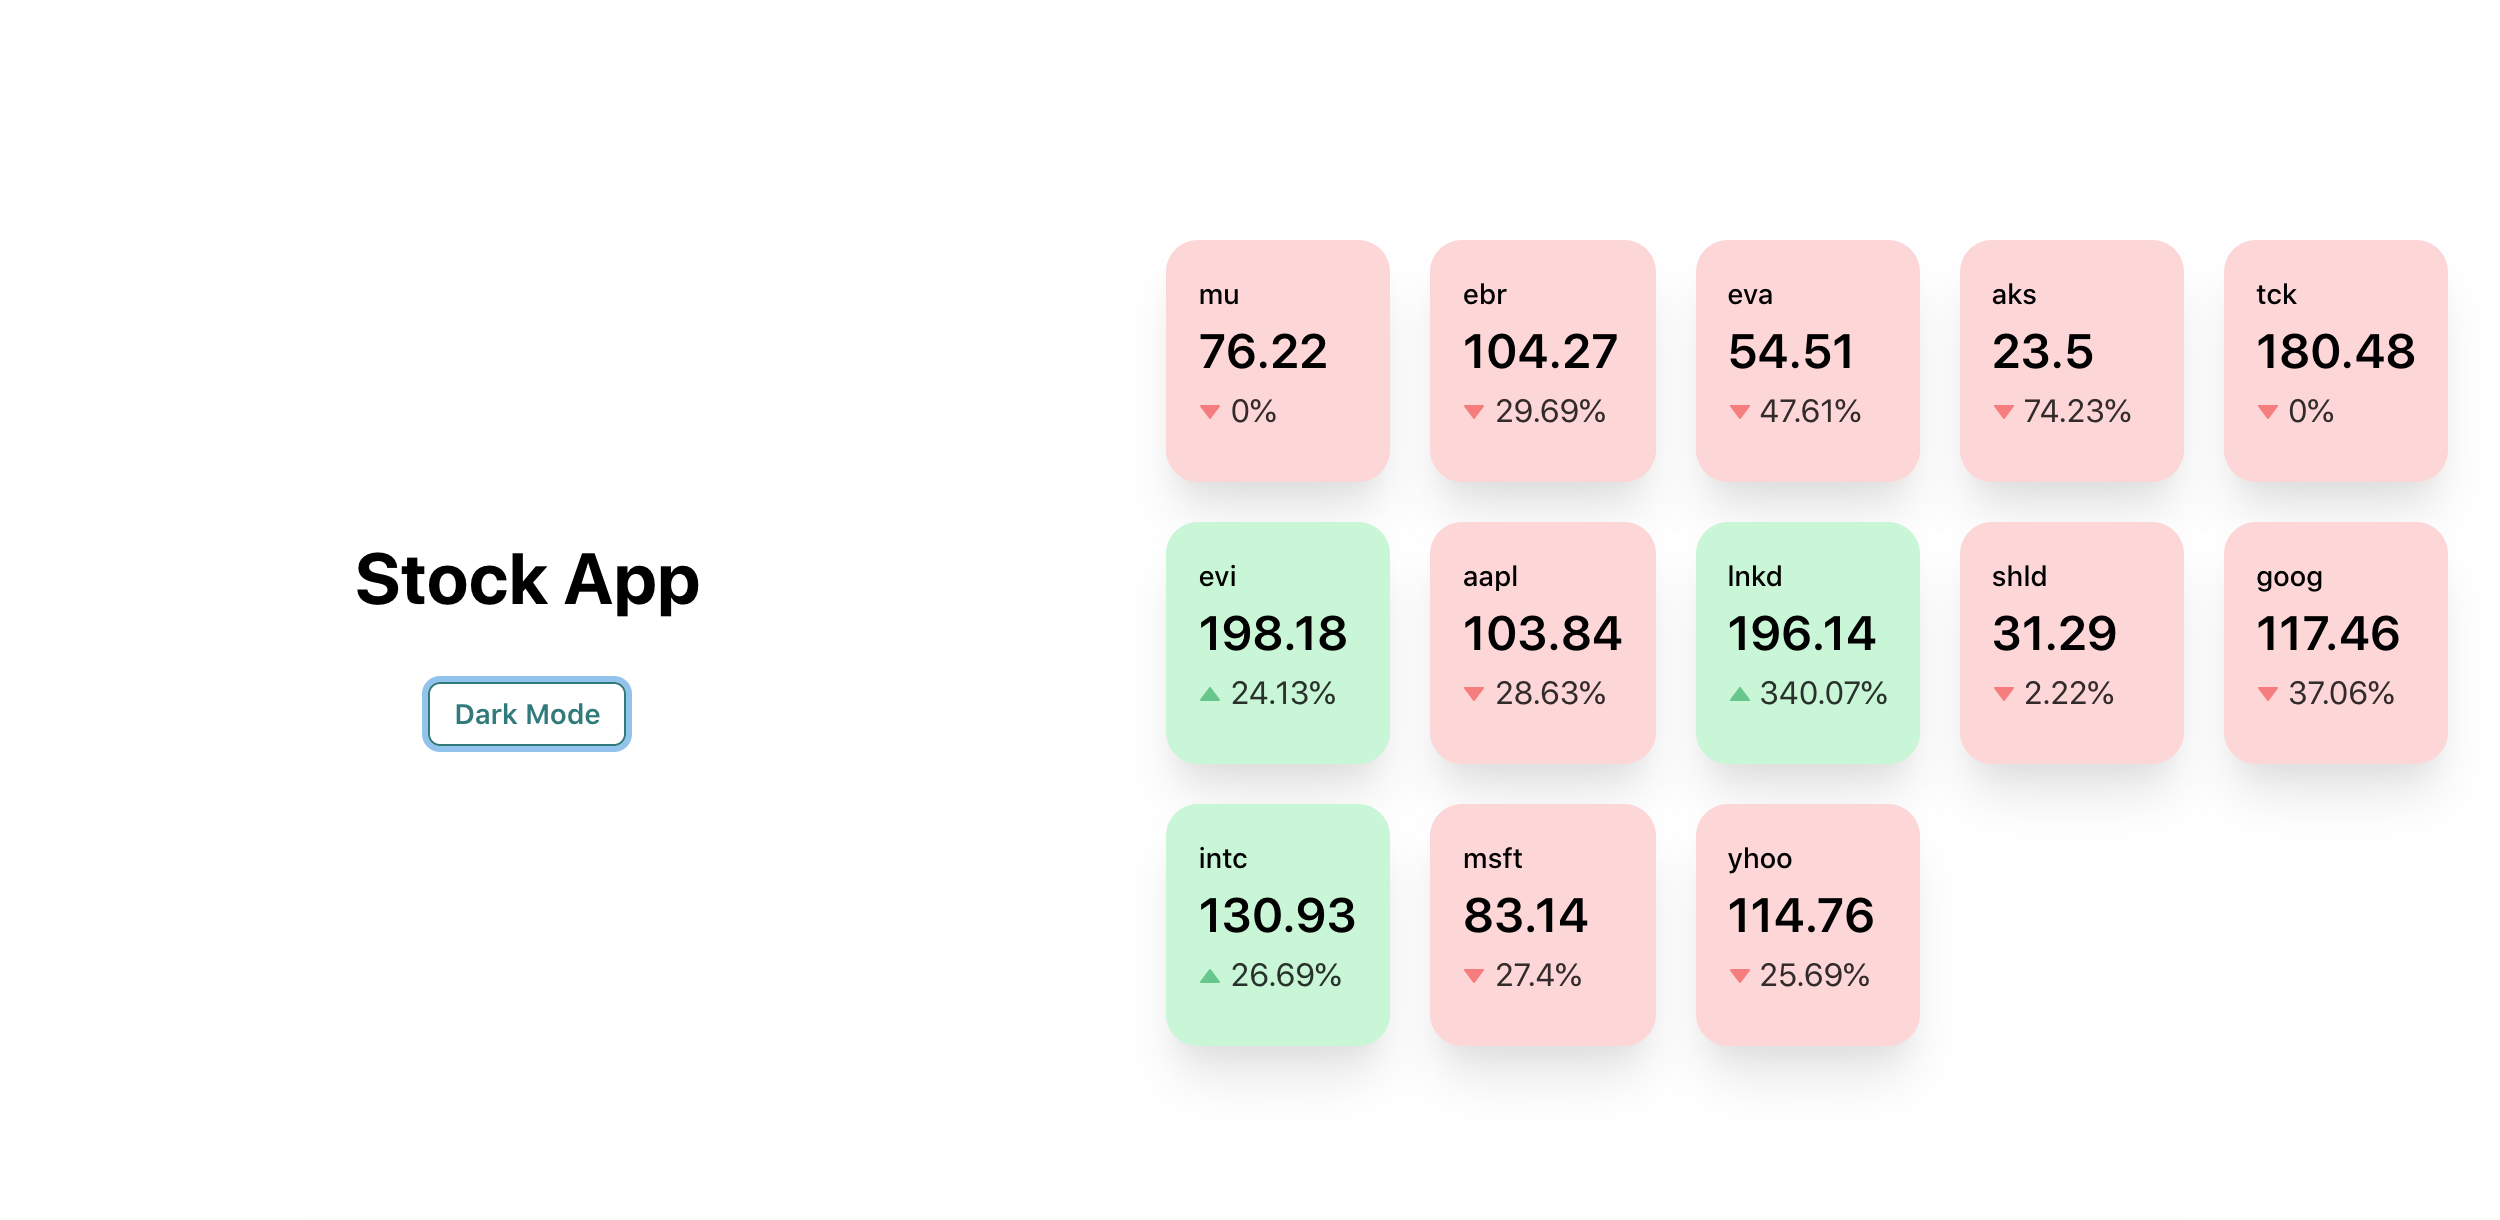 Stock App
Dark Mode
mu
76.22
0%
ebr
104.27
29.69%
eva
54.51
47.61%
aks
23.5
74.23%
tck
180.48
0%
evi
198.18
24.13%
aapl
103.84
28.63%
lnkd
196.14
340.07%
shld
31.29
2.22%
goog
117.46
37.06%
intc
130.93
26.69%
msft
83.14
27.4%
yhoo
114.76
25.69%